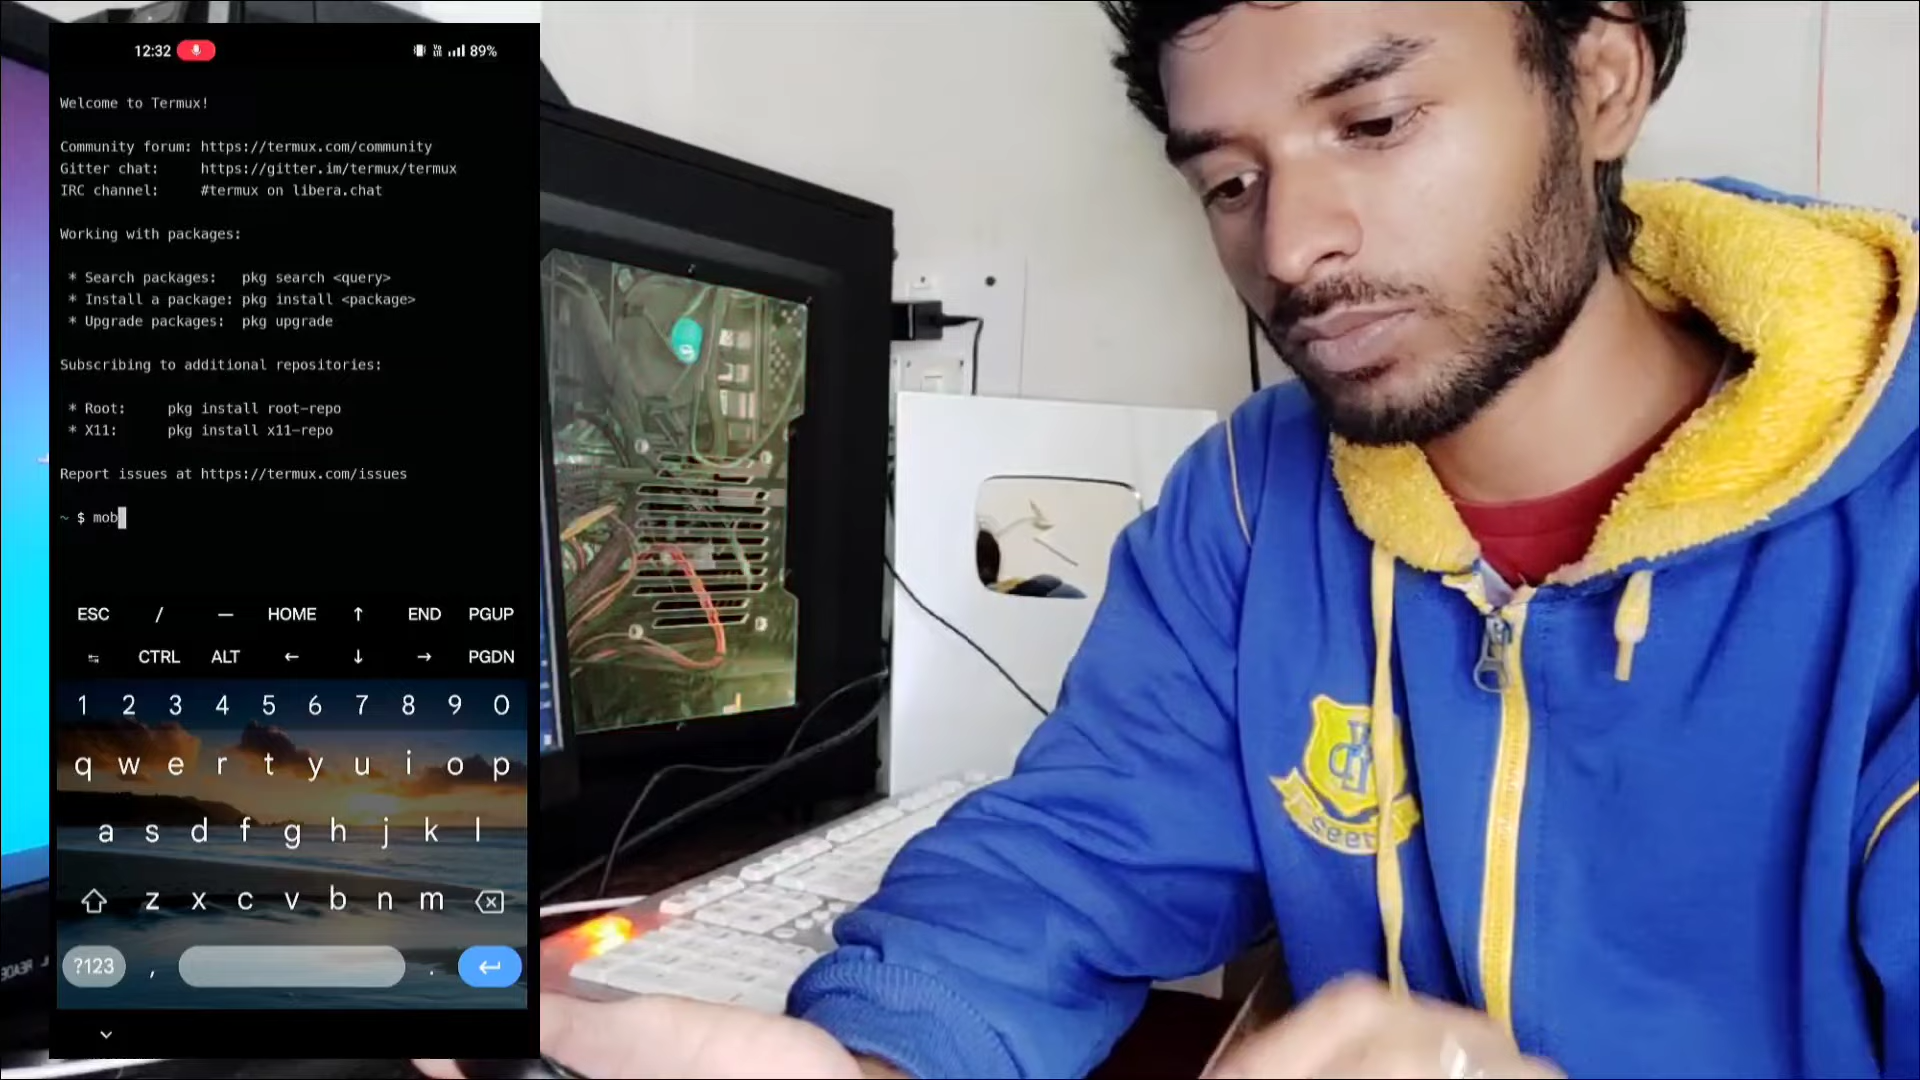 12:32 89%
Welcome to Termux!
Community forum: https://termux.com/community
Gitter chat: https://gitter.im/termux/termux
IRC channel: #termux on libera.chat
Working with packages:
* Search packages: pkg search <query>
* Install a package: pkg install <package>
* Upgrade packages: pkg upgrade
Subscribing to additional repositories:
* Root: pkg install root-repo
* X11: pkg install x11-repo
Report issues at https://termux.com/issues
~ $ mob
ESC / — HOME ↑ END PGUP
CTRL ALT ← ↓ → PGDN
1 2 3 4 5 6 7 8 9 0
q w e r t y u i o p
a s d f g h j k l
z x c v b n m
?123 , .